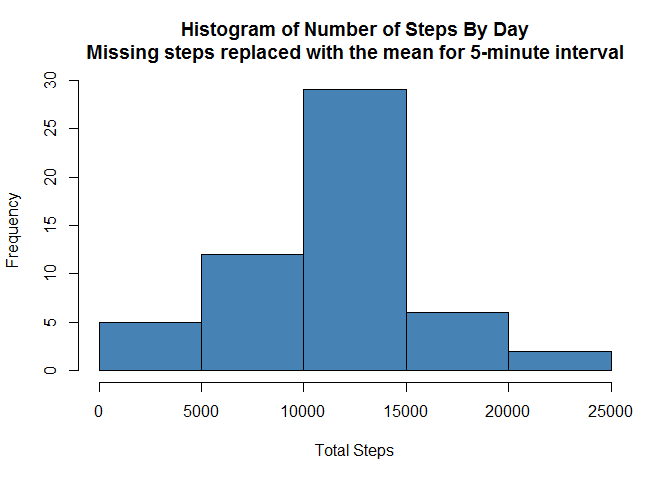 Histogram of Number of Steps By Day
Missing steps replaced with the mean for 5-minute interval
Frequency
30
25
20
15
10
5
0
0 5000 10000 15000 20000 25000
Total Steps